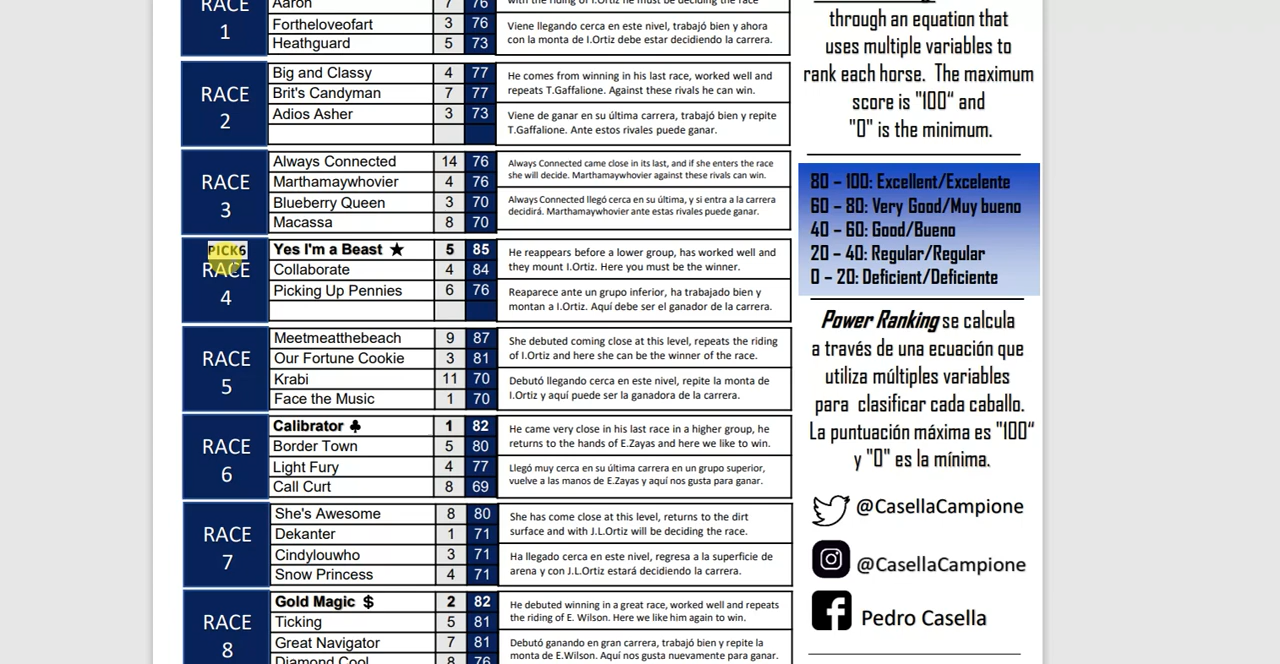 RACE
1
Aaron 7 76
Fortheloveofart 3 76
Heathguard 5 73
with the riding of I.Ortiz he must be deciding the race
Viene llegando cerca en este nivel, trabajó bien y ahora
con la monta de I.Ortiz debe estar decidiendo la carrera.
RACE
2
Big and Classy 4 77
Brit's Candyman 7 77
Adios Asher 3 73
He comes from winning in his last race, worked well and
repeats T.Gaffalione. Against these rivals he can win.
Viene de ganar en su última carrera, trabajó bien y repite
T.Gaffalione. Ante estos rivales puede ganar.
RACE
3
Always Connected 14 76
Marthamaywhovier 4 76
Blueberry Queen 3 70
Macassa 8 70
Always Connected came close in its last, and if she enters the race
she will decide. Marthamaywhovier against these rivals can win.
Always Connected llegó cerca en su última, y si entra a la carrera
decidirá. Marthamaywhovier ante estas rivales puede ganar.
PICK6
RACE
4
Yes I'm a Beast ★ 5 85
Collaborate 4 84
Picking Up Pennies 6 76
He reappears before a lower group, has worked well and
they mount I.Ortiz. Here you must be the winner.
Reaparece ante un grupo inferior, ha trabajado bien y
montan a I.Ortiz. Aquí debe ser el ganador de la carrera.
RACE
5
Meetmeatthebeach 9 87
Our Fortune Cookie 3 81
Krabi 11 70
Face the Music 1 70
She debuted coming close at this level, repeats the riding
of I.Ortiz and here she can be the winner of the race.
Debutó llegando cerca en este nivel, repite la monta de
I.Ortiz y aquí puede ser la ganadora de la carrera.
RACE
6
Calibrator ♣ 1 82
Border Town 5 80
Light Fury 4 77
Call Curt 8 69
He came very close in his last race in a higher group, he
returns to the hands of E.Zayas and here we like to win.
Llegó muy cerca en su última carrera en un grupo superior,
vuelve a las manos de E.Zayas y aquí nos gusta para ganar.
RACE
7
She's Awesome 8 80
Dekanter 1 71
Cindylouwho 3 71
Snow Princess 4 71
She has come close at this level, returns to the dirt
surface and with J.L.Ortiz will be deciding the race.
Ha llegado cerca en este nivel, regresa a la superficie de
arena y con J.L.Ortiz estará decidiendo la carrera.
RACE
8
Gold Magic $ 2 82
Ticking 5 81
Great Navigator 7 81
Diamond Cool 8 76
He debuted winning in a great race, worked well and repeats
the riding of E. Wilson. Here we like him again to win.
Debutó ganando en gran carrera, trabajó bien y repite la
monta de E.Wilson. Aquí nos gusta nuevamente para ganar.
through an equation that
uses multiple variables to
rank each horse. The maximum
score is "100“ and
"0" is the minimum.
80 – 100: Excellent/Excelente
60 – 80: Very Good/Muy bueno
40 – 60: Good/Bueno
20 – 40: Regular/Regular
0 – 20: Deficient/Deficiente
Power Ranking se calcula
a través de una ecuación que
utiliza múltiples variables
para clasificar cada caballo.
La puntuación máxima es "100“
y "0" es la mínima.
@CasellaCampione
@CasellaCampione
Pedro Casella